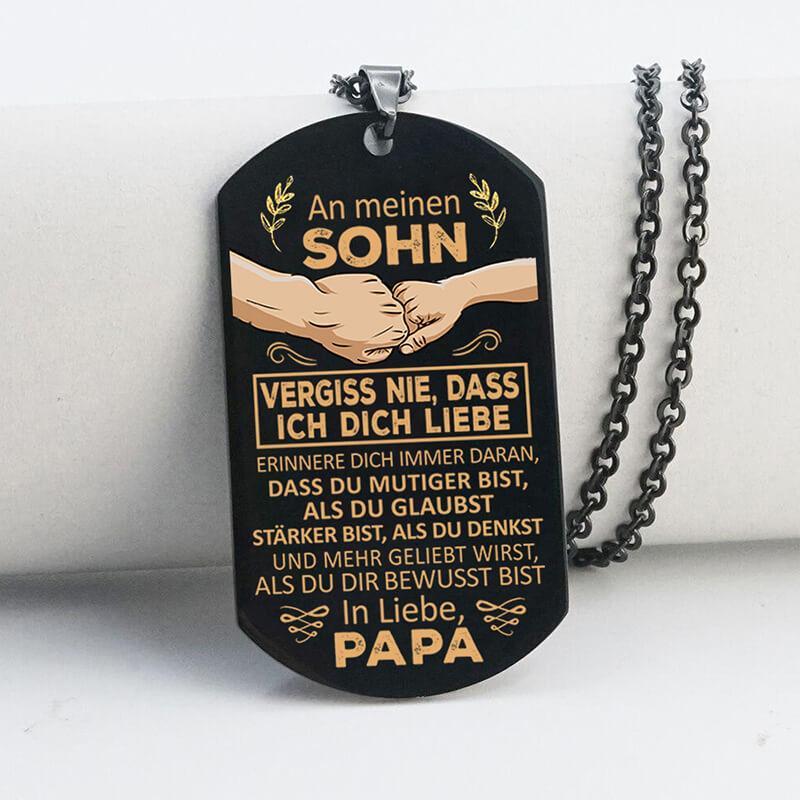 An meinen
SOHN
VERGISS NIE, DASS
ICH DICH LIEBE
ERINNERE DICH IMMER DARAN,
DASS DU MUTIGER BIST,
ALS DU GLAUBST
STÄRKER BIST, ALS DU DENKST
UND MEHR GELIEBT WIRST,
ALS DU DIR BEWUSST BIST
In Liebe,
PAPA